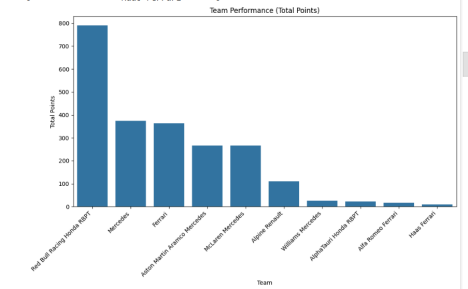 Team Performance (Total Points)
800
700
600
500
400
300
200
100
0
Total Points
Red Bull Racing Honda RBPT
Mercedes
Ferrari
Aston Martin Aramco Mercedes
McLaren Mercedes
Alpine Renault
Williams Mercedes
AlphaTauri Honda RBPT
Alfa Romeo Ferrari
Haas Ferrari
Team